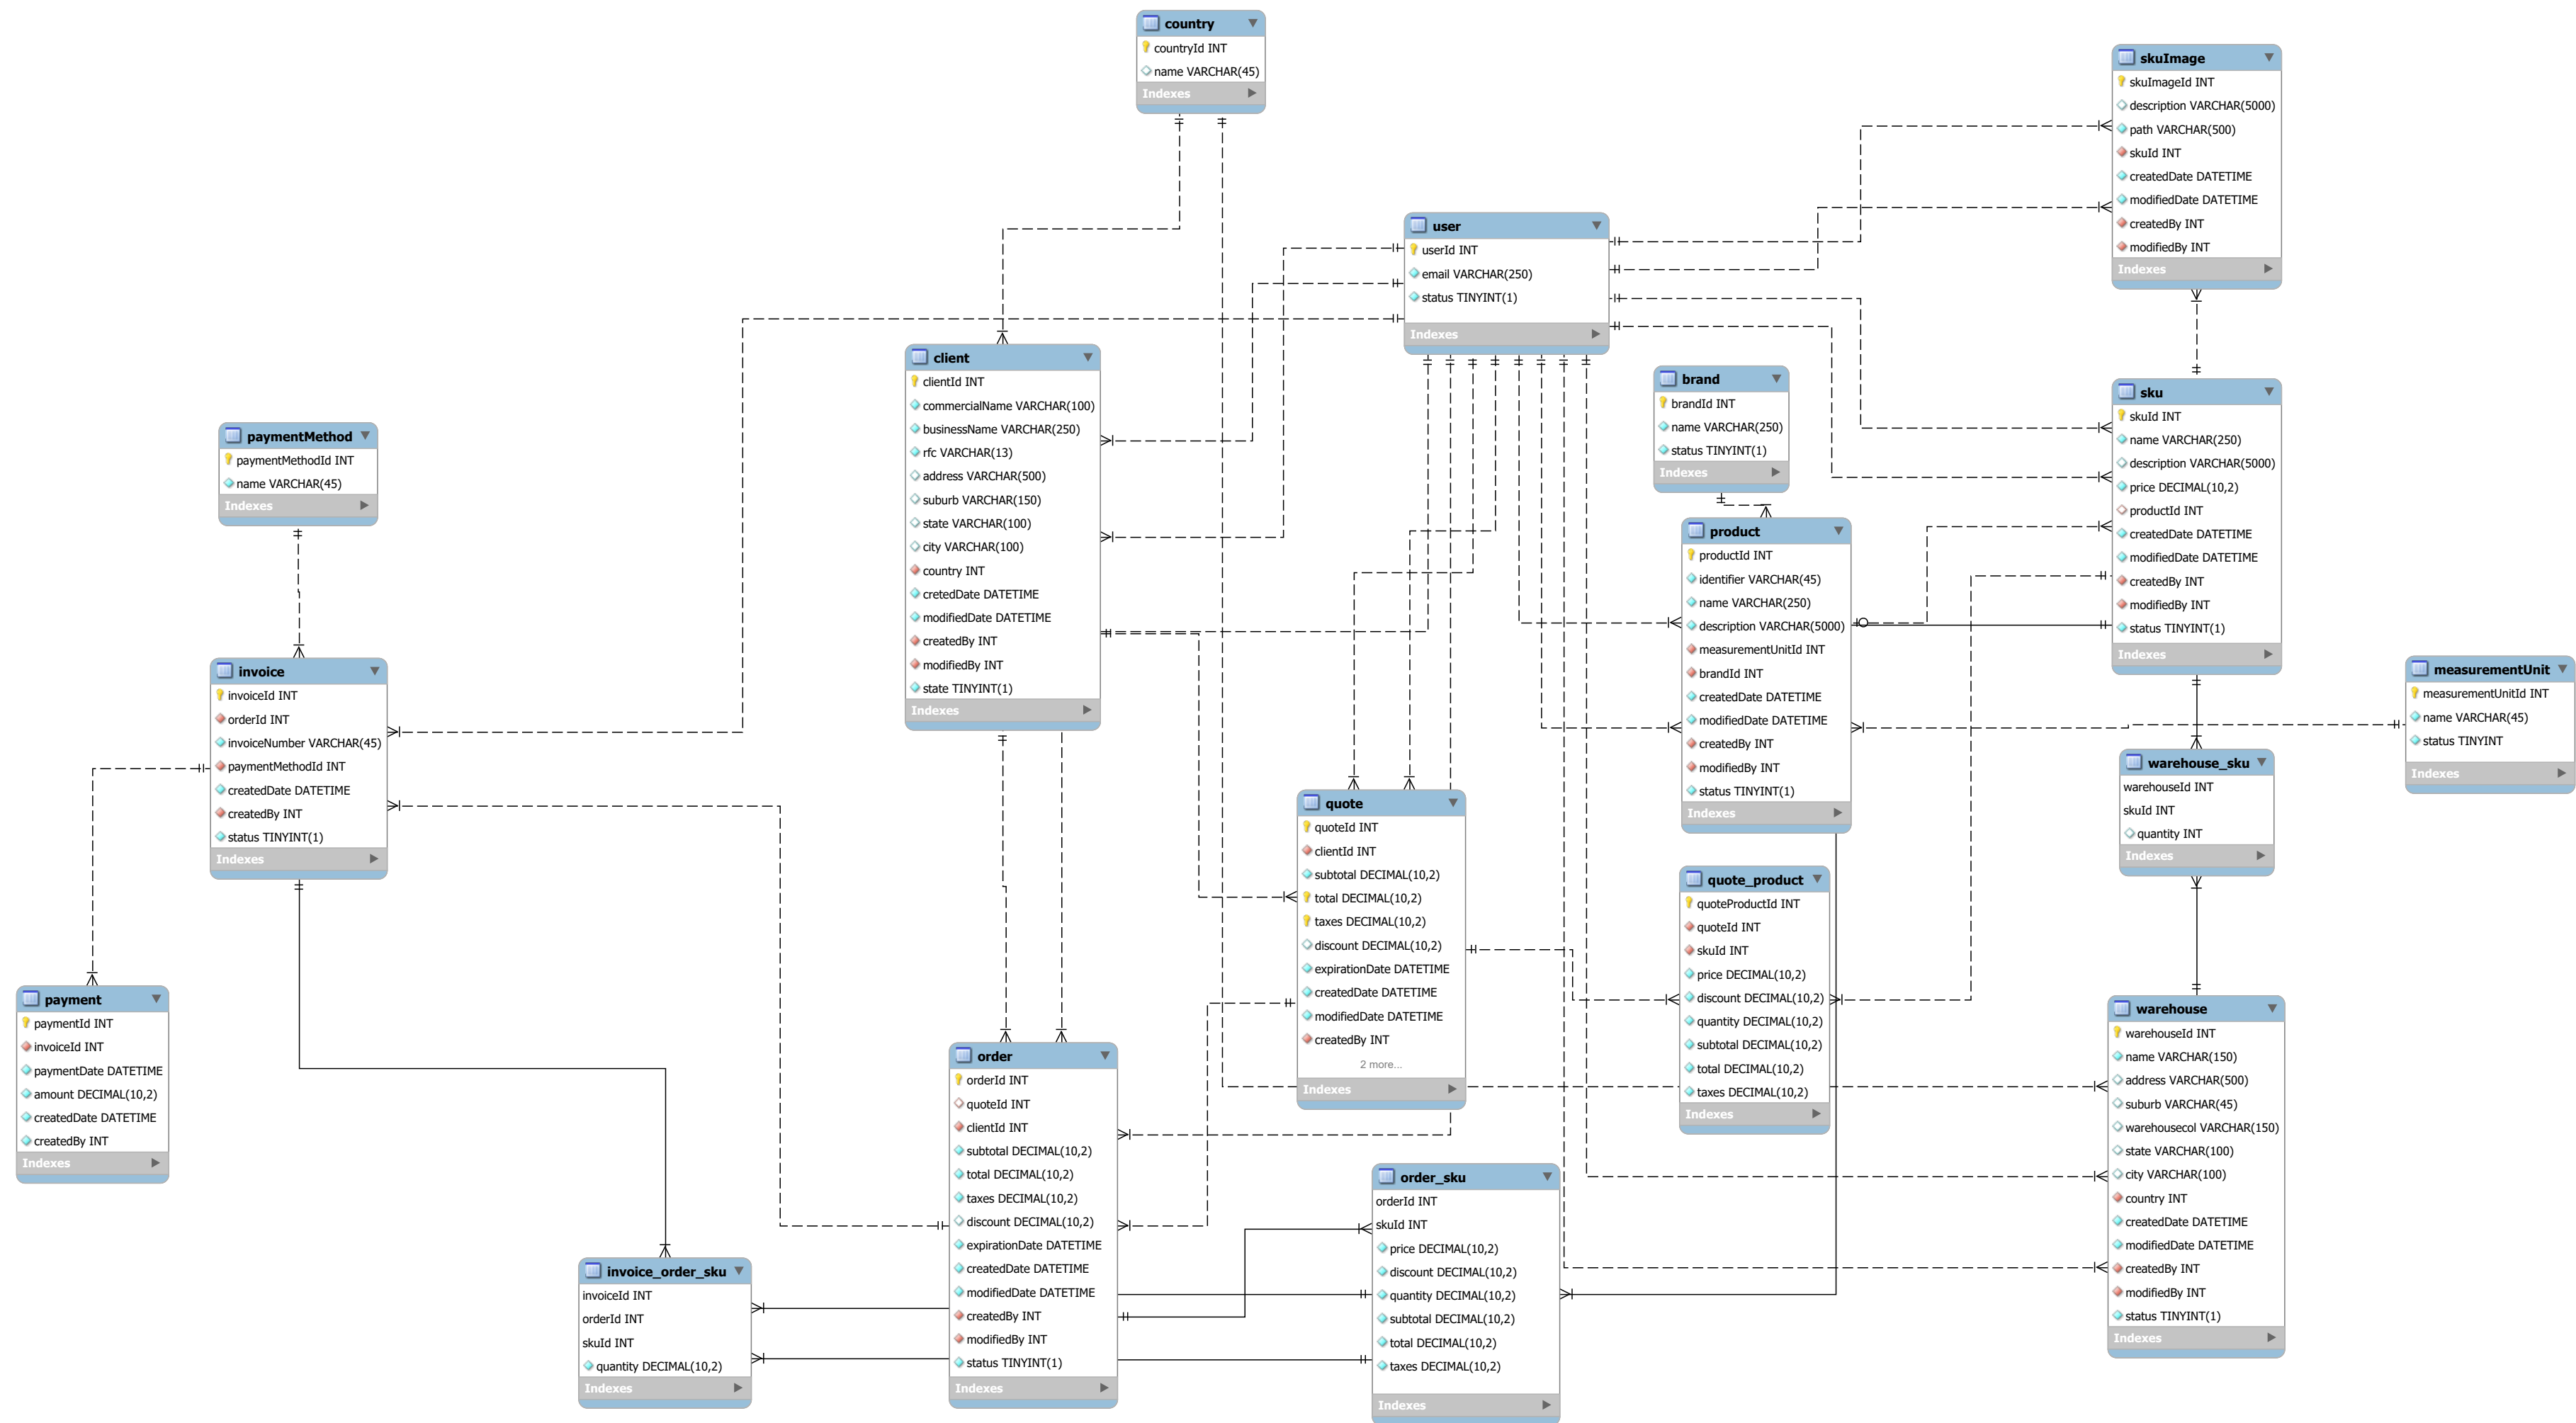 country
countryId INT
name VARCHAR(45)
Indexes
skuImage
skuImageId INT
description VARCHAR(5000)
path VARCHAR(500)
skuId INT
createdDate DATETIME
modifiedDate DATETIME
createdBy INT
modifiedBy INT
Indexes
user
userId INT
email VARCHAR(250)
status TINYINT(1)
Indexes
client
clientId INT
commercialName VARCHAR(100)
businessName VARCHAR(250)
rfc VARCHAR(13)
address VARCHAR(500)
suburb VARCHAR(150)
state VARCHAR(100)
city VARCHAR(100)
country INT
cretedDate DATETIME
modifiedDate DATETIME
createdBy INT
modifiedBy INT
state TINYINT(1)
Indexes
brand
brandId INT
name VARCHAR(250)
status TINYINT(1)
Indexes
sku
skuId INT
name VARCHAR(250)
description VARCHAR(5000)
price DECIMAL(10,2)
productId INT
createdDate DATETIME
modifiedDate DATETIME
createdBy INT
modifiedBy INT
status TINYINT(1)
Indexes
paymentMethod
paymentMethodId INT
name VARCHAR(45)
Indexes
product
productId INT
identifier VARCHAR(45)
name VARCHAR(250)
description VARCHAR(5000)
measurementUnitId INT
brandId INT
createdDate DATETIME
modifiedDate DATETIME
createdBy INT
modifiedBy INT
status TINYINT(1)
Indexes
invoice
invoiceId INT
orderId INT
invoiceNumber VARCHAR(45)
paymentMethodId INT
createdDate DATETIME
createdBy INT
status TINYINT(1)
Indexes
measurementUnit
measurementUnitId INT
name VARCHAR(45)
status TINYINT
Indexes
warehouse_sku
warehouseId INT
skuId INT
quantity INT
Indexes
quote
quoteId INT
clientId INT
subtotal DECIMAL(10,2)
total DECIMAL(10,2)
taxes DECIMAL(10,2)
discount DECIMAL(10,2)
expirationDate DATETIME
createdDate DATETIME
modifiedDate DATETIME
createdBy INT
2 more...
Indexes
quote_product
quoteProductId INT
quoteId INT
skuId INT
price DECIMAL(10,2)
discount DECIMAL(10,2)
quantity DECIMAL(10,2)
subtotal DECIMAL(10,2)
total DECIMAL(10,2)
taxes DECIMAL(10,2)
Indexes
payment
paymentId INT
invoiceId INT
paymentDate DATETIME
amount DECIMAL(10,2)
createdDate DATETIME
createdBy INT
Indexes
warehouse
warehouseId INT
name VARCHAR(150)
address VARCHAR(500)
suburb VARCHAR(45)
warehousecol VARCHAR(150)
state VARCHAR(100)
city VARCHAR(100)
country INT
createdDate DATETIME
modifiedDate DATETIME
createdBy INT
modifiedBy INT
status TINYINT(1)
Indexes
order
orderId INT
quoteId INT
clientId INT
subtotal DECIMAL(10,2)
total DECIMAL(10,2)
taxes DECIMAL(10,2)
discount DECIMAL(10,2)
expirationDate DATETIME
createdDate DATETIME
modifiedDate DATETIME
createdBy INT
modifiedBy INT
status TINYINT(1)
Indexes
order_sku
orderId INT
skuId INT
price DECIMAL(10,2)
discount DECIMAL(10,2)
quantity DECIMAL(10,2)
subtotal DECIMAL(10,2)
total DECIMAL(10,2)
taxes DECIMAL(10,2)
Indexes
invoice_order_sku
invoiceId INT
orderId INT
skuId INT
quantity DECIMAL(10,2)
Indexes